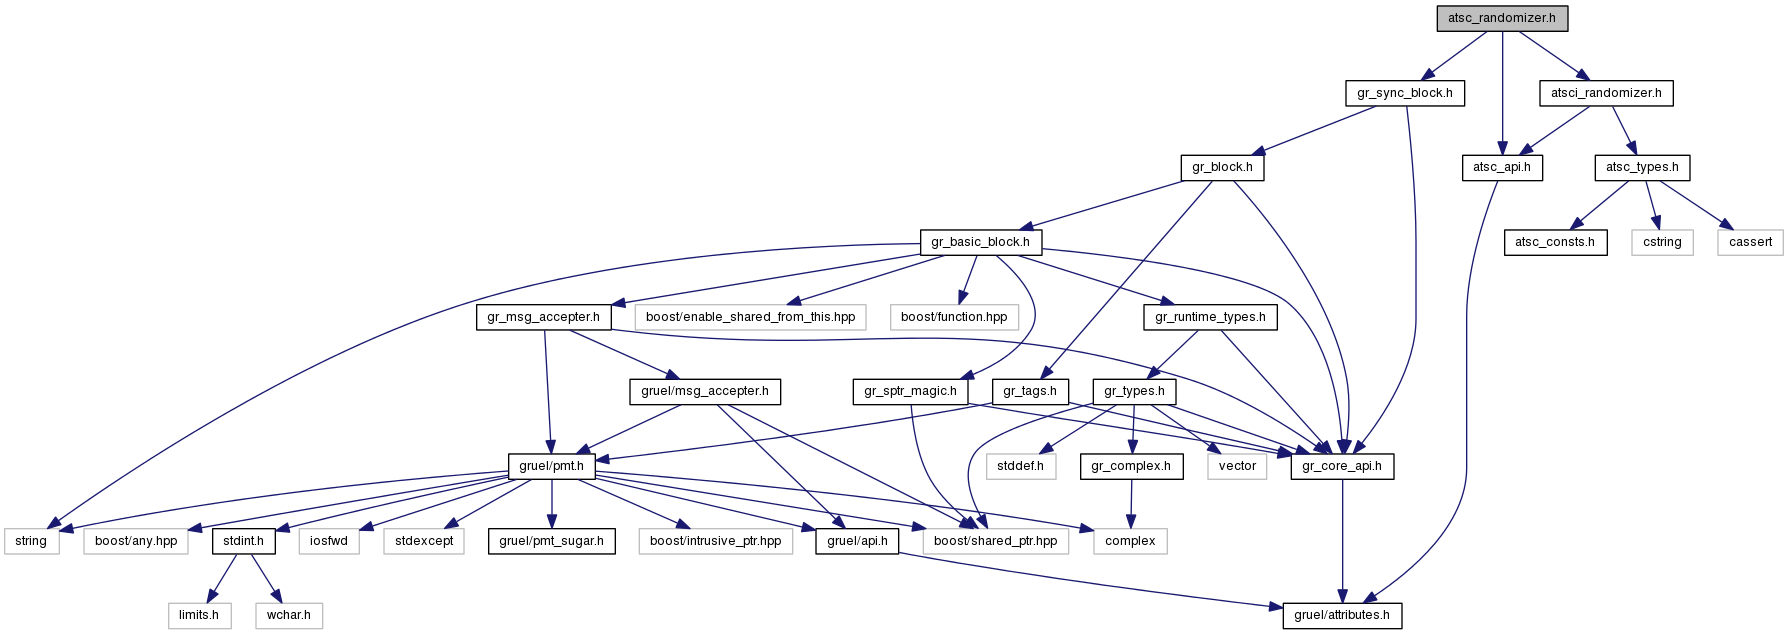 atsc_randomizer.h
gr_sync_block.h
atsci_randomizer.h
gr_block.h
atsc_api.h
atsc_types.h
gr_basic_block.h
atsc_consts.h
cstring
cassert
gr_msg_accepter.h
boost/enable_shared_from_this.hpp
boost/function.hpp
gr_runtime_types.h
gruel/msg_accepter.h
gr_sptr_magic.h
gr_tags.h
gr_types.h
gruel/pmt.h
stddef.h
gr_complex.h
vector
gr_core_api.h
string
boost/any.hpp
stdint.h
iosfwd
stdexcept
gruel/pmt_sugar.h
boost/intrusive_ptr.hpp
gruel/api.h
boost/shared_ptr.hpp
complex
limits.h
wchar.h
gruel/attributes.h